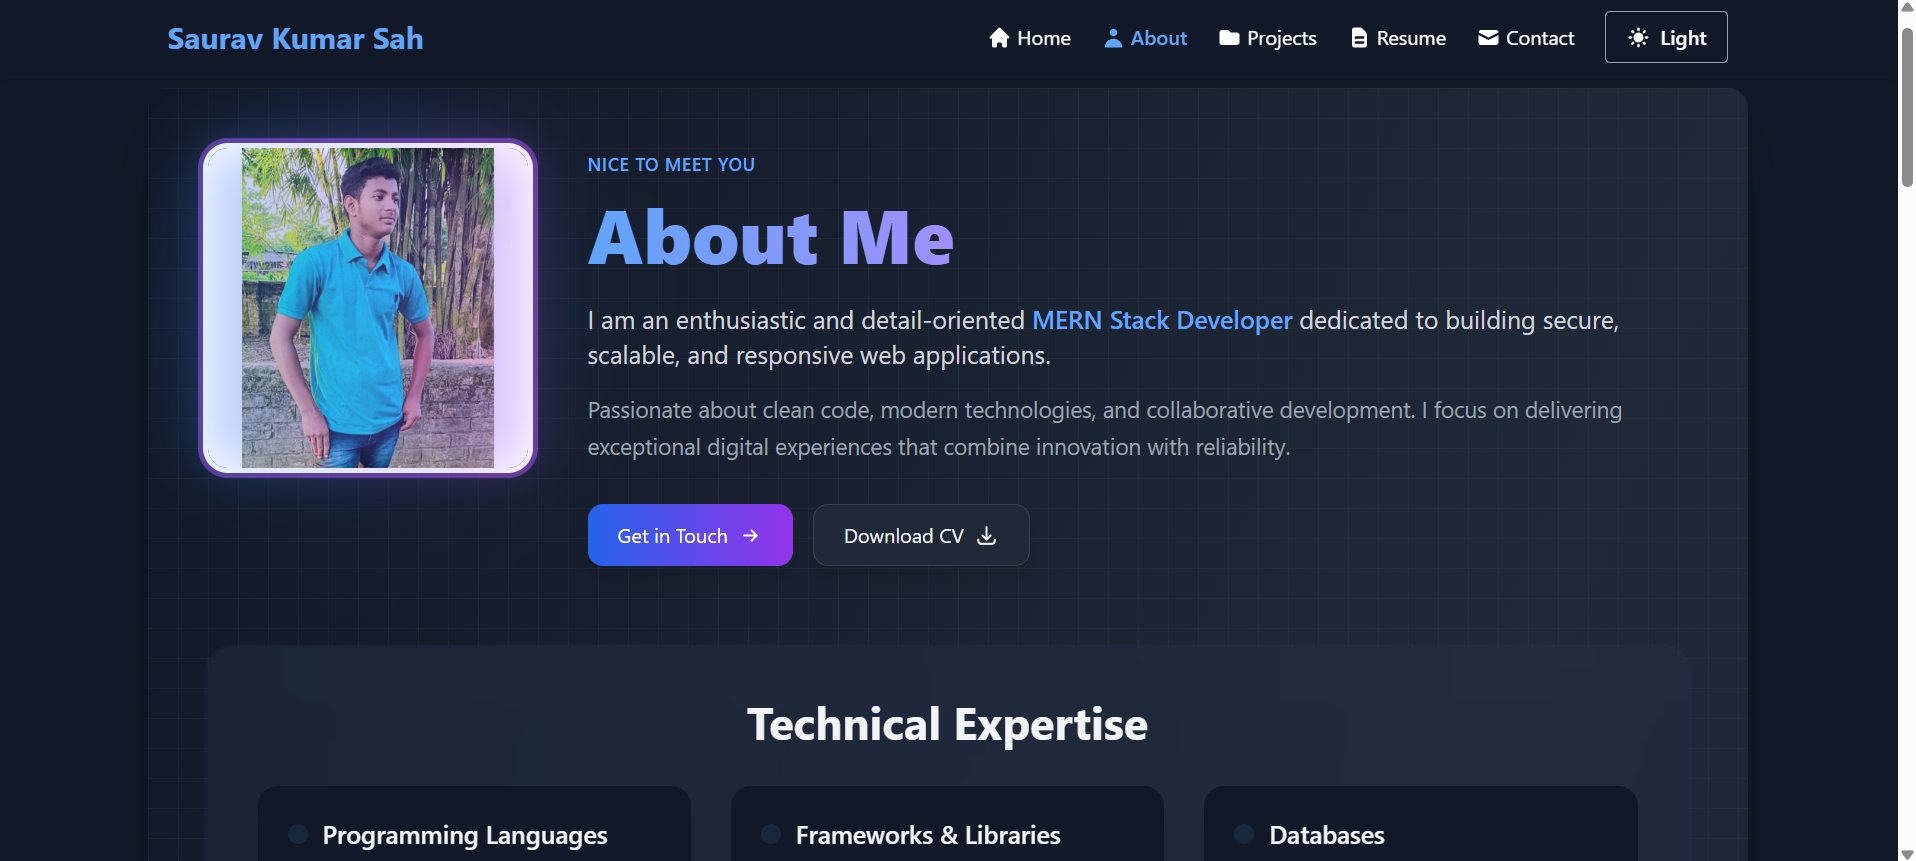 Saurav Kumar Sah
Home
About
Projects
Resume
Contact
Light
NICE TO MEET YOU
About Me
I am an enthusiastic and detail-oriented MERN Stack Developer dedicated to building secure,
scalable, and responsive web applications.
Passionate about clean code, modern technologies, and collaborative development. I focus on delivering
exceptional digital experiences that combine innovation with reliability.
Get in Touch
Download CV
Technical Expertise
Programming Languages
Frameworks & Libraries
Databases